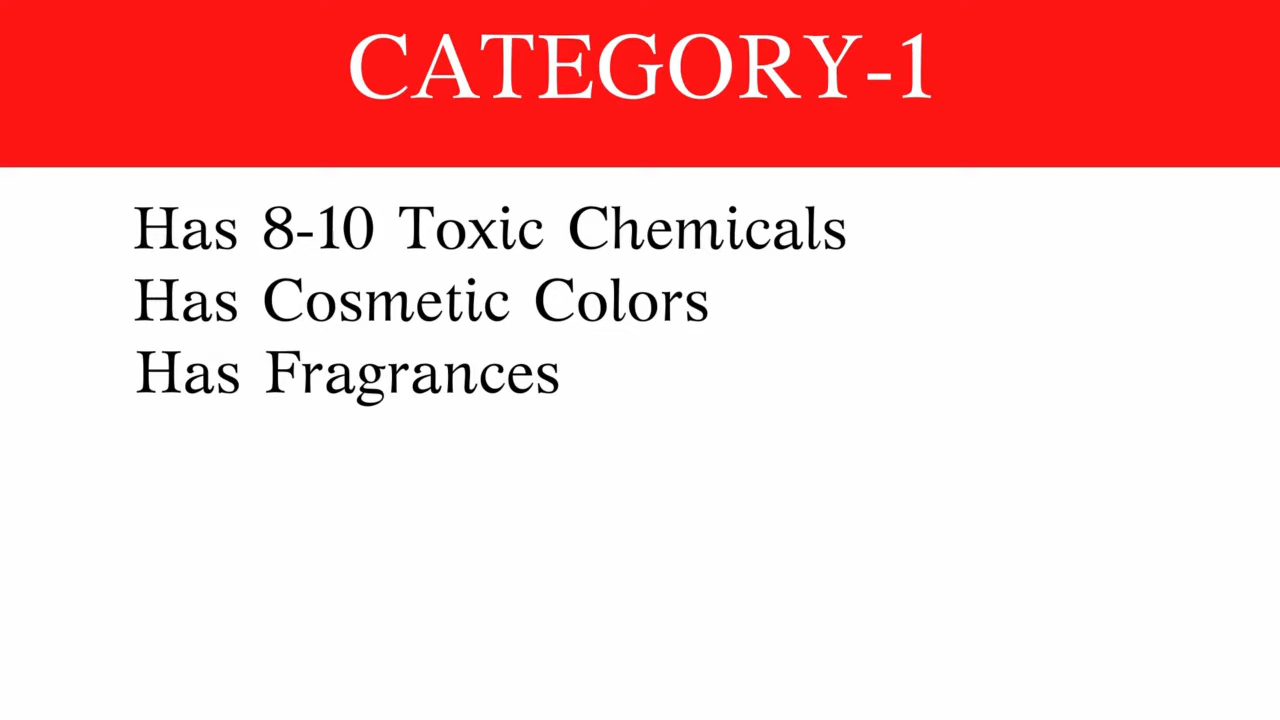 CATEGORY-1
Has 8-10 Toxic Chemicals
Has Cosmetic Colors
Has Fragrances